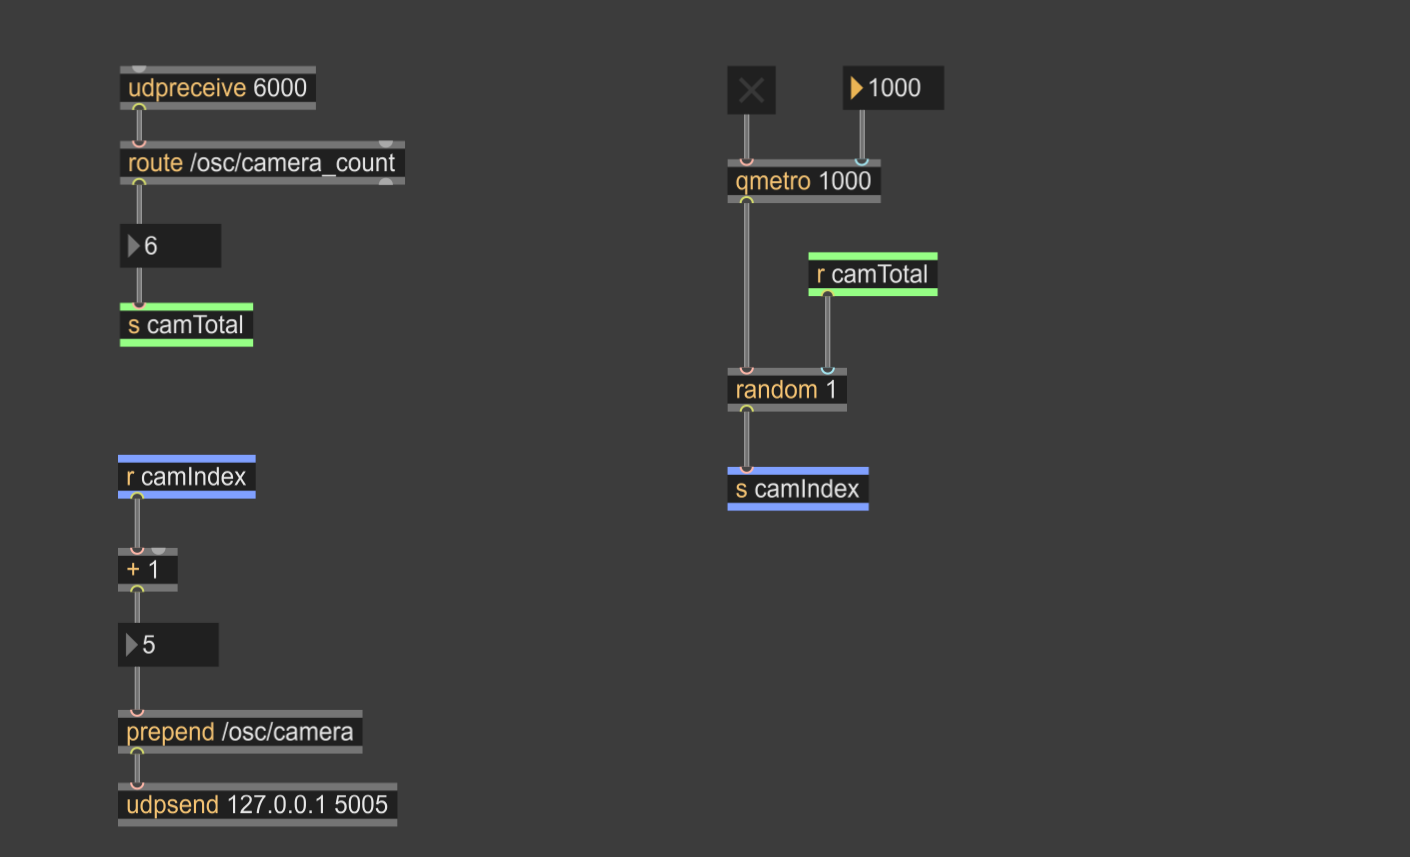 udpreceive 6000
route /osc/camera_count
6
s camTotal
r camIndex
+ 1
5
prepend /osc/camera
udpsend 127.0.0.1 5005
1000
qmetro 1000
r camTotal
random 1
s camIndex